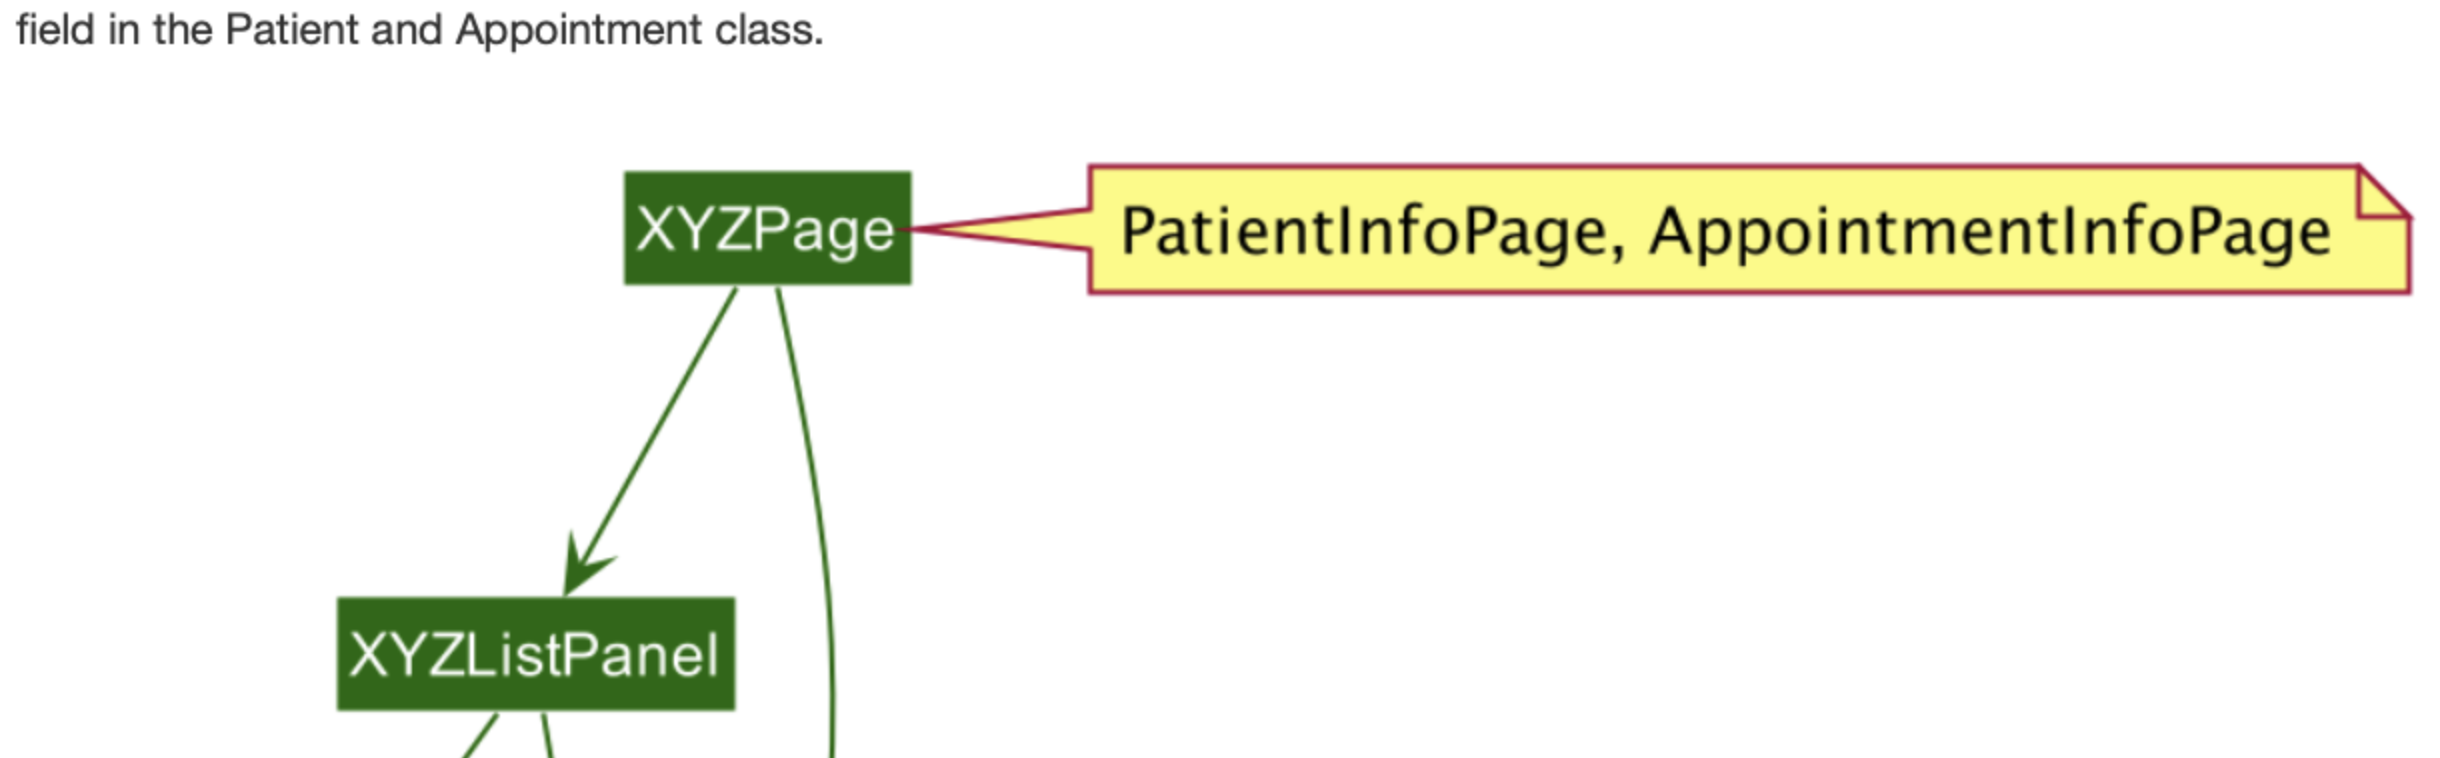 field in the Patient and Appointment class.
XYZPage
PatientInfoPage, AppointmentInfoPage
XYZListPanel